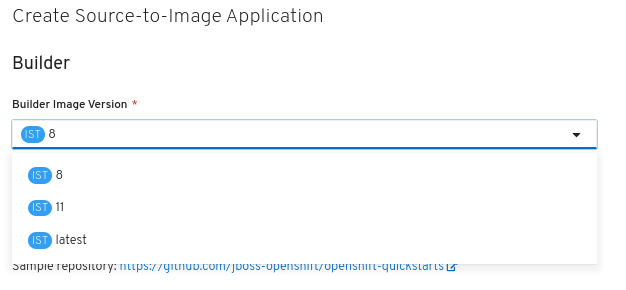 Create Source-to-Image Application
Builder
Builder Image Version *
IST 8
IST 8
IST 11
IST latest
Sample repository: https://github.com/jboss-openshift/openshift-quickstarts